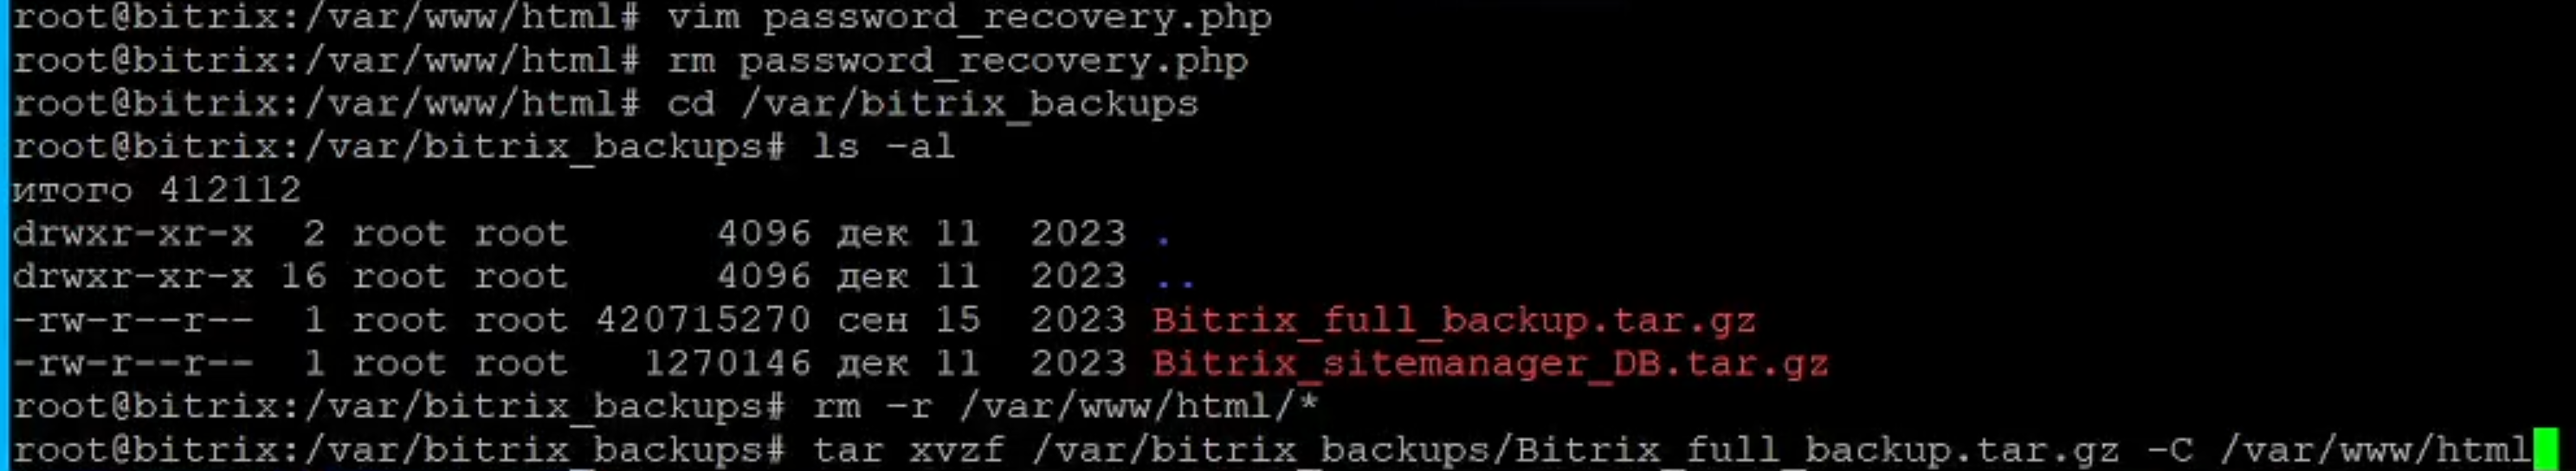 root@bitrix:/var/www/html# vim password_recovery.php
root@bitrix:/var/www/html# rm password_recovery.php
root@bitrix:/var/www/html# cd /var/bitrix_backups
root@bitrix:/var/bitrix_backups# ls -al
итого 412112
drwxr-xr-x  2 root root      4096 дек 11  2023 .
drwxr-xr-x 16 root root      4096 дек 11  2023 ..
-rw-r--r--  1 root root 420715270 сен 15  2023 Bitrix_full_backup.tar.gz
-rw-r--r--  1 root root   1270146 дек 11  2023 Bitrix_sitemanager_DB.tar.gz
root@bitrix:/var/bitrix_backups# rm -r /var/www/html/*
root@bitrix:/var/bitrix_backups# tar xvzf /var/bitrix_backups/Bitrix_full_backup.tar.gz -C /var/www/html